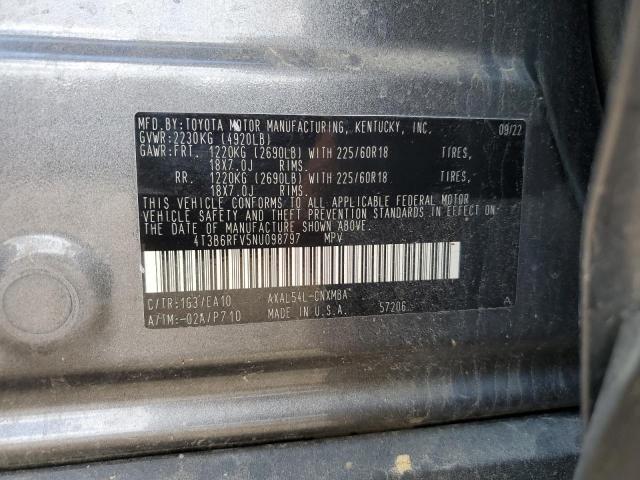 MFD.BY:TOYOTA MOTOR MANUFACTURING, KENTUCKY, INC. 09/22
GVWR:2230KG (4920LB)
GAWR:FRT. 1220KG (2690LB) WITH 225/60R18 TIRES,
18X7.0J RIMS.
RR. 1220KG (2690LB) WITH 225/60R18 TIRES,
18X7.0J RIMS.
THIS VEHICLE CONFORMS TO ALL APPLICABLE FEDERAL MOTOR
VEHICLE SAFETY AND THEFT PREVENTION STANDARDS IN EFFECT ON
THE DATE OF MANUFACTURE SHOWN ABOVE.
4T3B6RFV5NU098797 MPV
C/TR:1G3/EA10 AXAL54L-CNXMBA A
A/TM:-02A/P710 MADE IN U.S.A. 57206